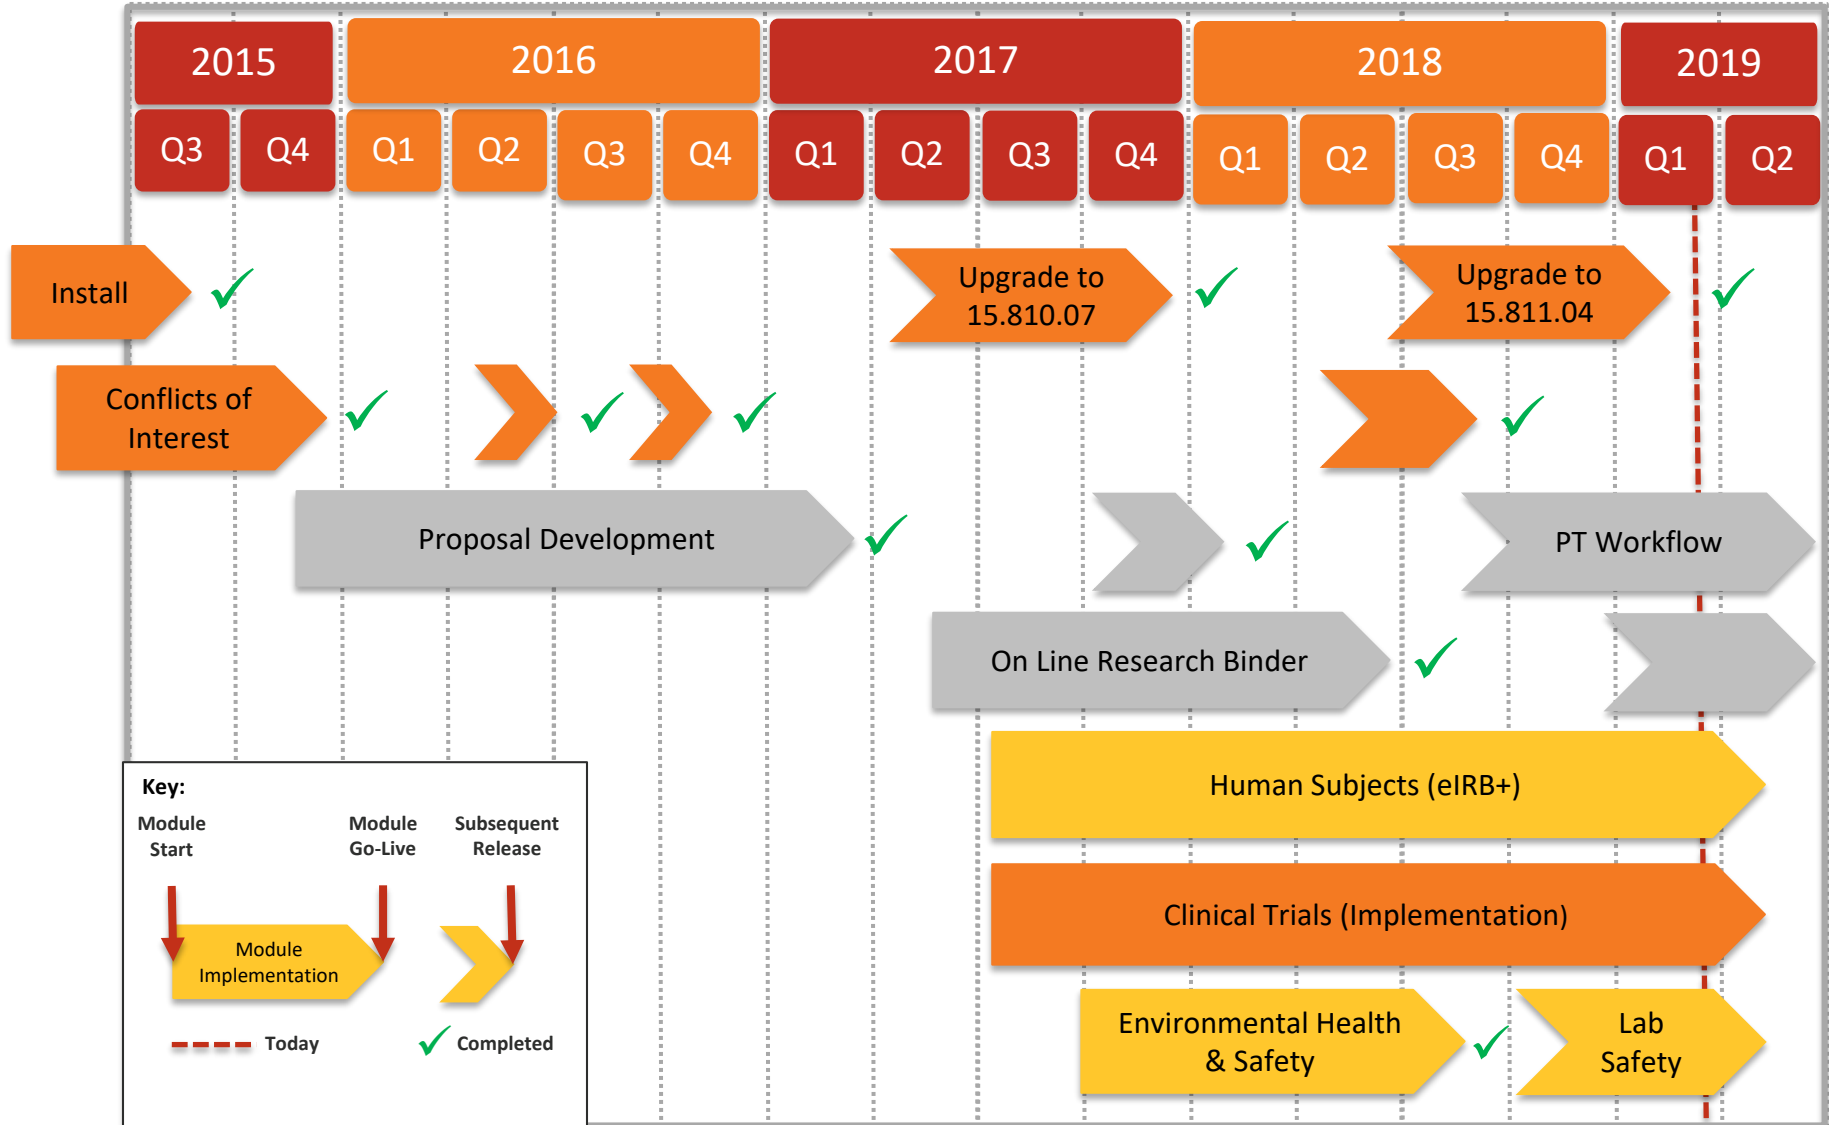 2015 2016 2017 2018 2019
Q3 Q4 Q1 Q2 Q3 Q4 Q1 Q2 Q3 Q4 Q1 Q2 Q3 Q4 Q1 Q2
Install
Upgrade to
15.810.07
Upgrade to
15.811.04
Conflicts of
Interest
Proposal Development
PT Workflow
On Line Research Binder
Human Subjects (eIRB+)
Clinical Trials (Implementation)
Environmental Health
& Safety
Lab
Safety
Key:
Module
Start
Module
Go-Live
Subsequent
Release
Module
Implementation
Today
Completed